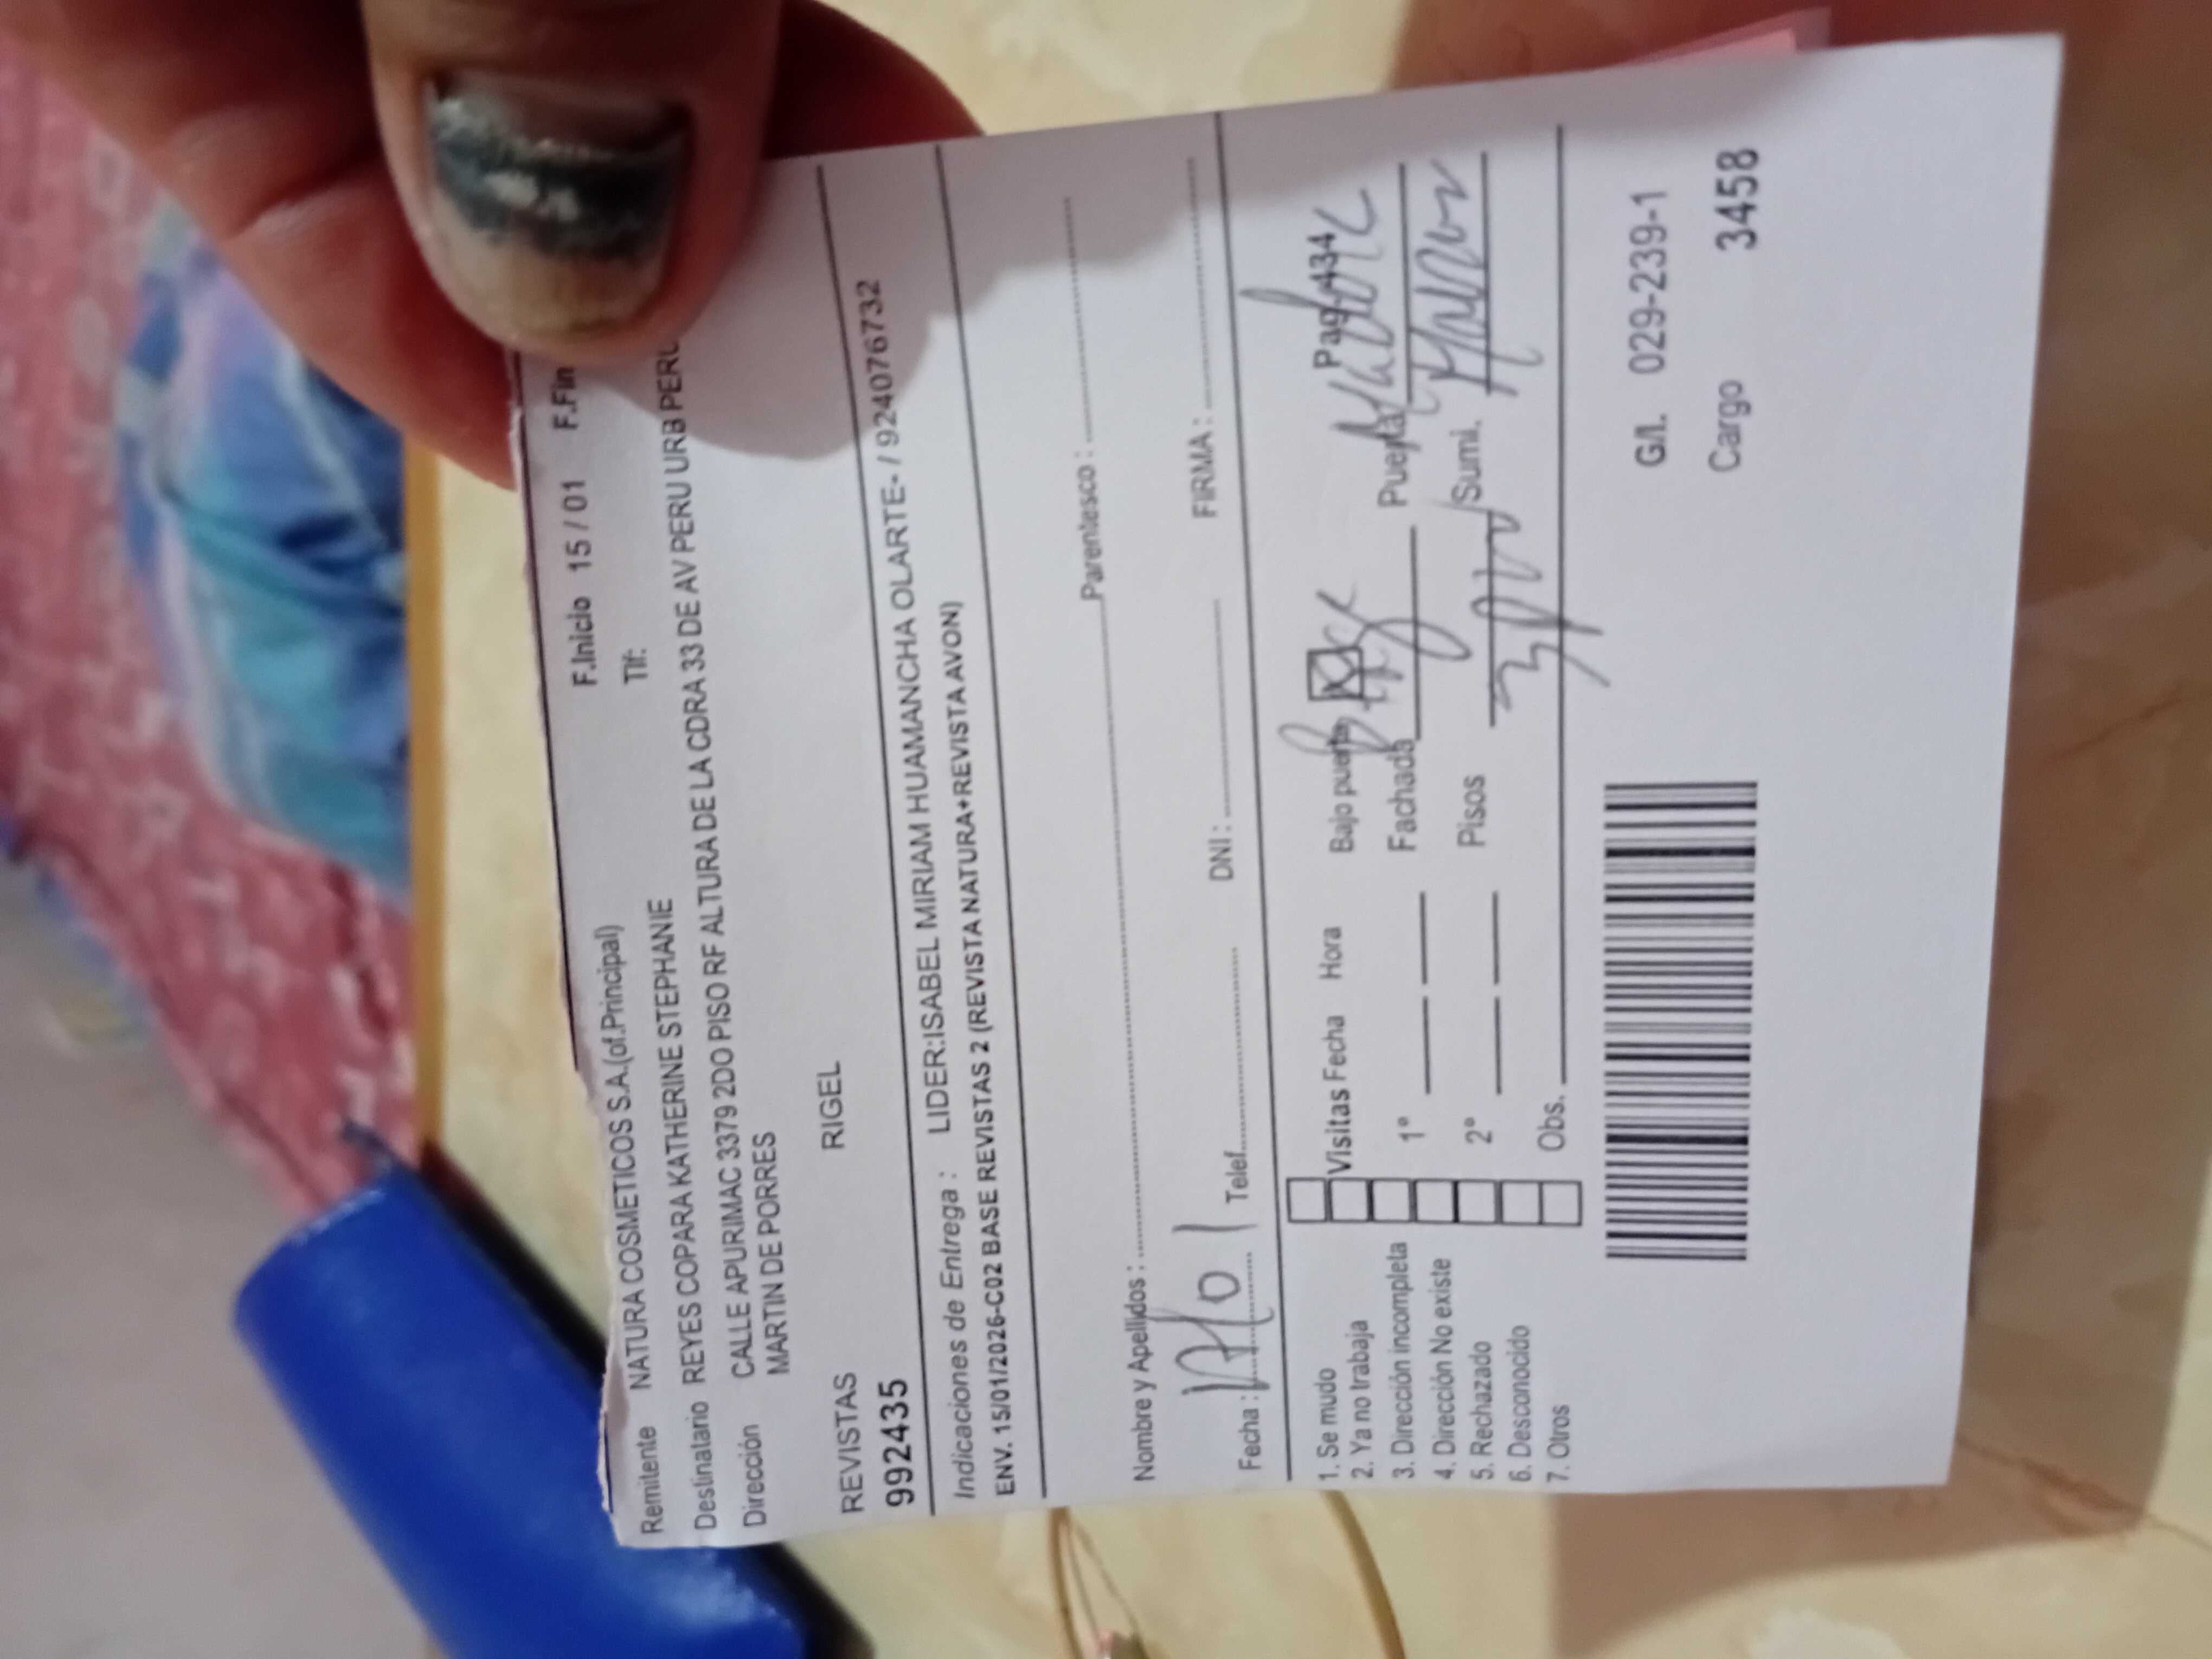 F.Inicio 15 / 01 F.Fin
Remitente NATURA COSMETICOS S.A.(of.Principal) Tlf:
Destinatario REYES COPARA KATHERINE STEPHANIE
Dirección CALLE APURIMAC 3379 2DO PISO RF ALTURA DE LA CDRA 33 DE AV PERU URB PERU
MARTIN DE PORRES
REVISTAS RIGEL
992435
Indicaciones de Entrega : LIDER:ISABEL MIRIAM HUAMANCHA OLARTE- / 924076732
ENV. 15/01/2026-C02 BASE REVISTAS 2 (REVISTA NATURA+REVISTA AVON)
Nombre y Apellidos : Parentesco :
Fecha : Telef. DNI : FIRMA :
1. Se mudo
2. Ya no trabaja
3. Dirección incompleta
4. Dirección No existe
5. Rechazado
6. Desconocido
7. Otros
Visitas Fecha Hora Bajo puerta Pag 434
1° Fachada Puerta
2° Pisos Sumi.
Obs.
G/l. 029-239-1
Cargo 3458